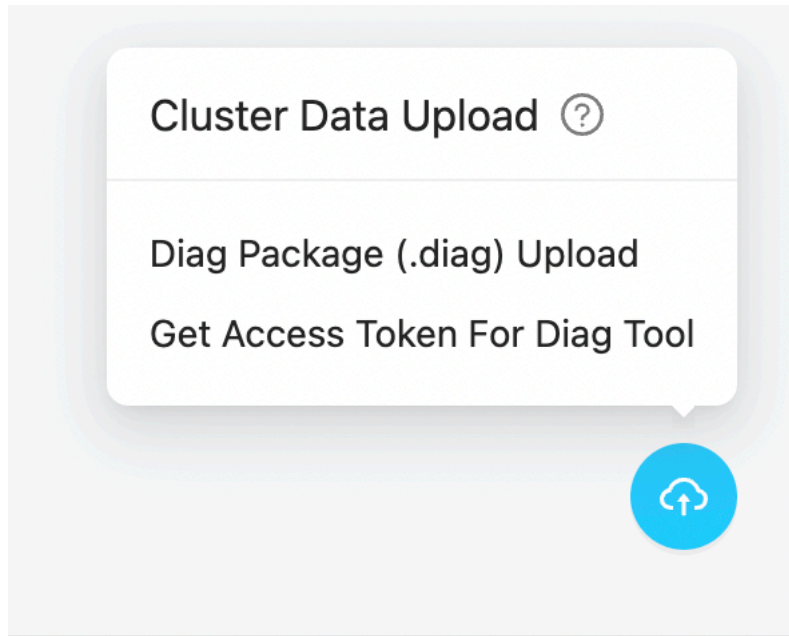 Cluster Data Upload ?
Diag Package (.diag) Upload
Get Access Token For Diag Tool